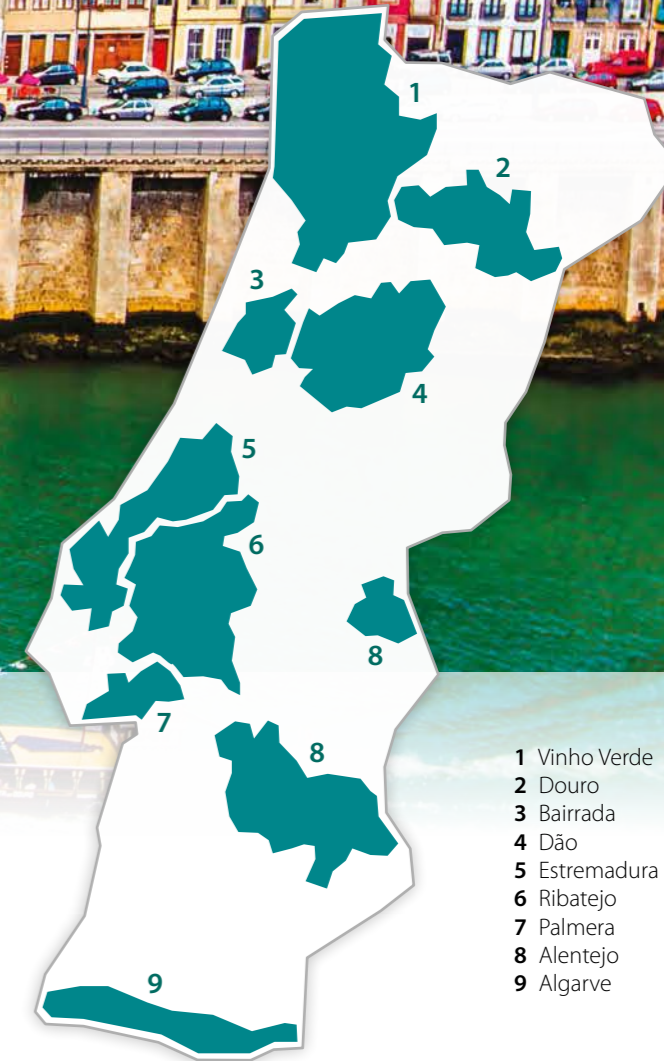 1
2
3
4
5
6
7
8
8
9
1 Vinho Verde
2 Douro
3 Bairrada
4 Dão
5 Estremadura
6 Ribatejo
7 Palmera
8 Alentejo
9 Algarve